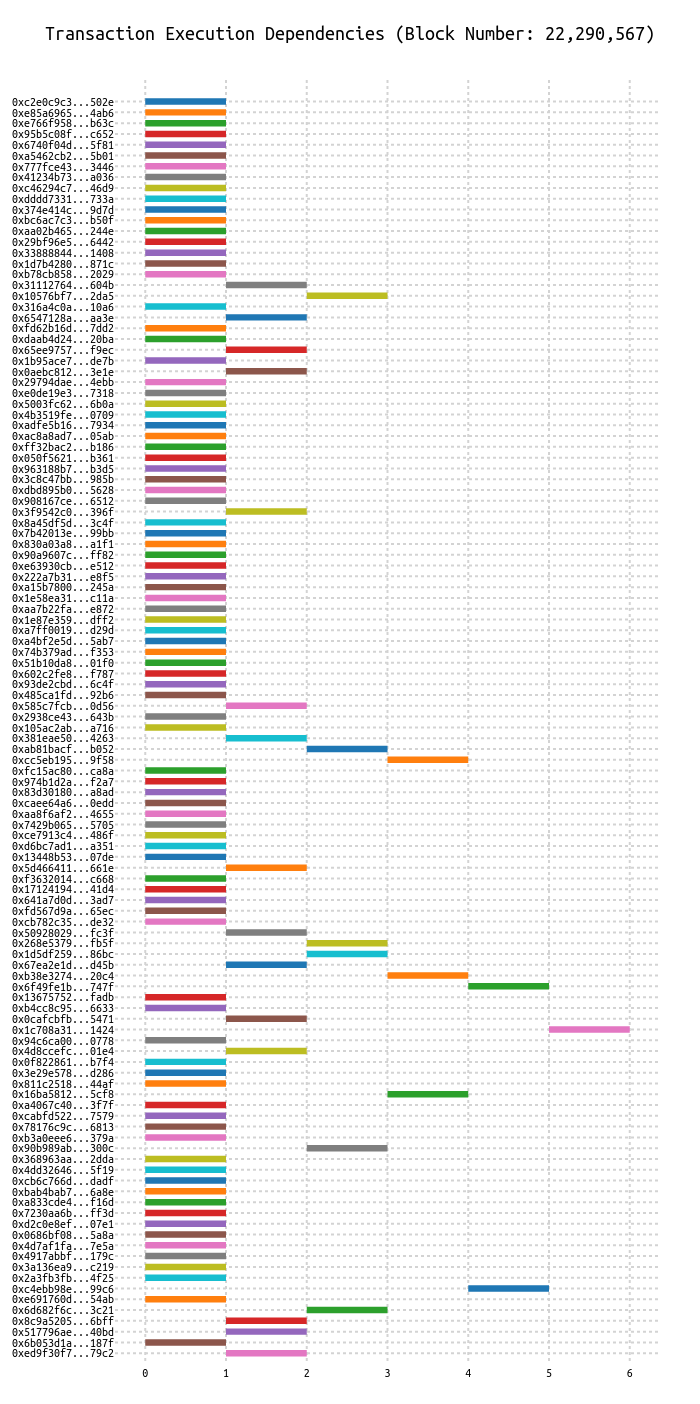 Transaction Execution Dependencies (Block Number: 22,290,567)
0xc2e0c9c3...502e
0xe85a6965...4ab6
0xe766f958...b63c
0x95b5c08f...c652
0x6740f04d...5f81
0xa5462cb2...5b01
0x777fce43...3446
0x41234b73...a036
0xc46294c7...46d9
0xdddd7331...733a
0x374e414c...9d7d
0xbc6ac7c3...b50f
0xaa02b465...244e
0x29bf96e5...6442
0x33888844...1408
0x1d7b4280...871c
0xb78cb858...2029
0x31112764...604b
0x10576bf7...2da5
0x316a4c0a...10a6
0x6547128a...aa3e
0xfd62b16d...7dd2
0xdaab4d24...20ba
0x65ee9757...f9ec
0x1b95ace7...de7b
0x0aebc812...3e1e
0x29794dae...4ebb
0xe0de19e3...7318
0x5003fc62...6b0a
0x4b3519fe...0709
0xadfe5b16...7934
0xac8a8ad7...05ab
0xff32bac2...b186
0x050f5621...b361
0x963188b7...b3d5
0x3c8c47bb...985b
0xdbd895b0...5628
0x908167ce...6512
0x3f9542c0...396f
0x8a45df5d...3c4f
0x7b42013e...99bb
0x830a03a8...a1f1
0x90a9607c...ff82
0xe63930cb...e512
0x222a7b31...e8f5
0xa15b7800...245a
0x1e58ea31...c11a
0xaa7b22fa...e872
0x1e87e359...dff2
0xa7ff0019...d29d
0xa4bf2e5d...5ab7
0x74b379ad...f353
0x51b10da8...01f0
0x602c2fe8...f787
0x93de2cbd...6c4f
0x485ca1fd...92b6
0x585c7fcb...0d56
0x2938ce43...643b
0x105ac2ab...a716
0x381eae50...4263
0xab81bacf...b052
0xcc5eb195...9f58
0xfc15ac80...ca8a
0x974b1d2a...f2a7
0x83d30180...a8ad
0xcaee64a6...0edd
0xaa8f6af2...4655
0x7429b065...5705
0xce7913c4...486f
0xd6bc7ad1...a351
0x13448b53...07de
0x5d466411...661e
0xf3632014...c668
0x17124194...41d4
0x641a7d0d...3ad7
0xfd567d9a...65ec
0xcb782c35...de32
0x50928029...fc3f
0x268e5379...fb5f
0x1d5df259...86bc
0x67ea2e1d...d45b
0xb38e3274...20c4
0x6f49fe1b...747f
0x13675752...fadb
0xb4cc8c95...6633
0x0cafcbfb...5471
0x1c708a31...1424
0x94c6ca00...0778
0x4d8ccefc...01e4
0x0f822861...b7f4
0x3e29e578...d286
0x811c2518...44af
0x16ba5812...5cf8
0xa4067c40...3f7f
0xcabfd522...7579
0x78176c9c...6813
0xb3a0eee6...379a
0x90b989ab...300c
0x368963aa...2dda
0x4dd32646...5f19
0xcb6c766d...dadf
0xbab4bab7...6a8e
0xa833cde4...f16d
0x7230aa6b...ff3d
0xd2c0e8ef...07e1
0x0686bf08...5a8a
0x4d7af1fa...7e5a
0x4917abbf...179c
0x3a136ea9...c219
0x2a3fb3fb...4f25
0xc4ebb98e...99c6
0xe691760d...54ab
0x6d682f6c...3c21
0x8c9a5205...6bff
0x517796ae...40bd
0x6b053d1a...187f
0xed9f30f7...79c2
0 1 2 3 4 5 6